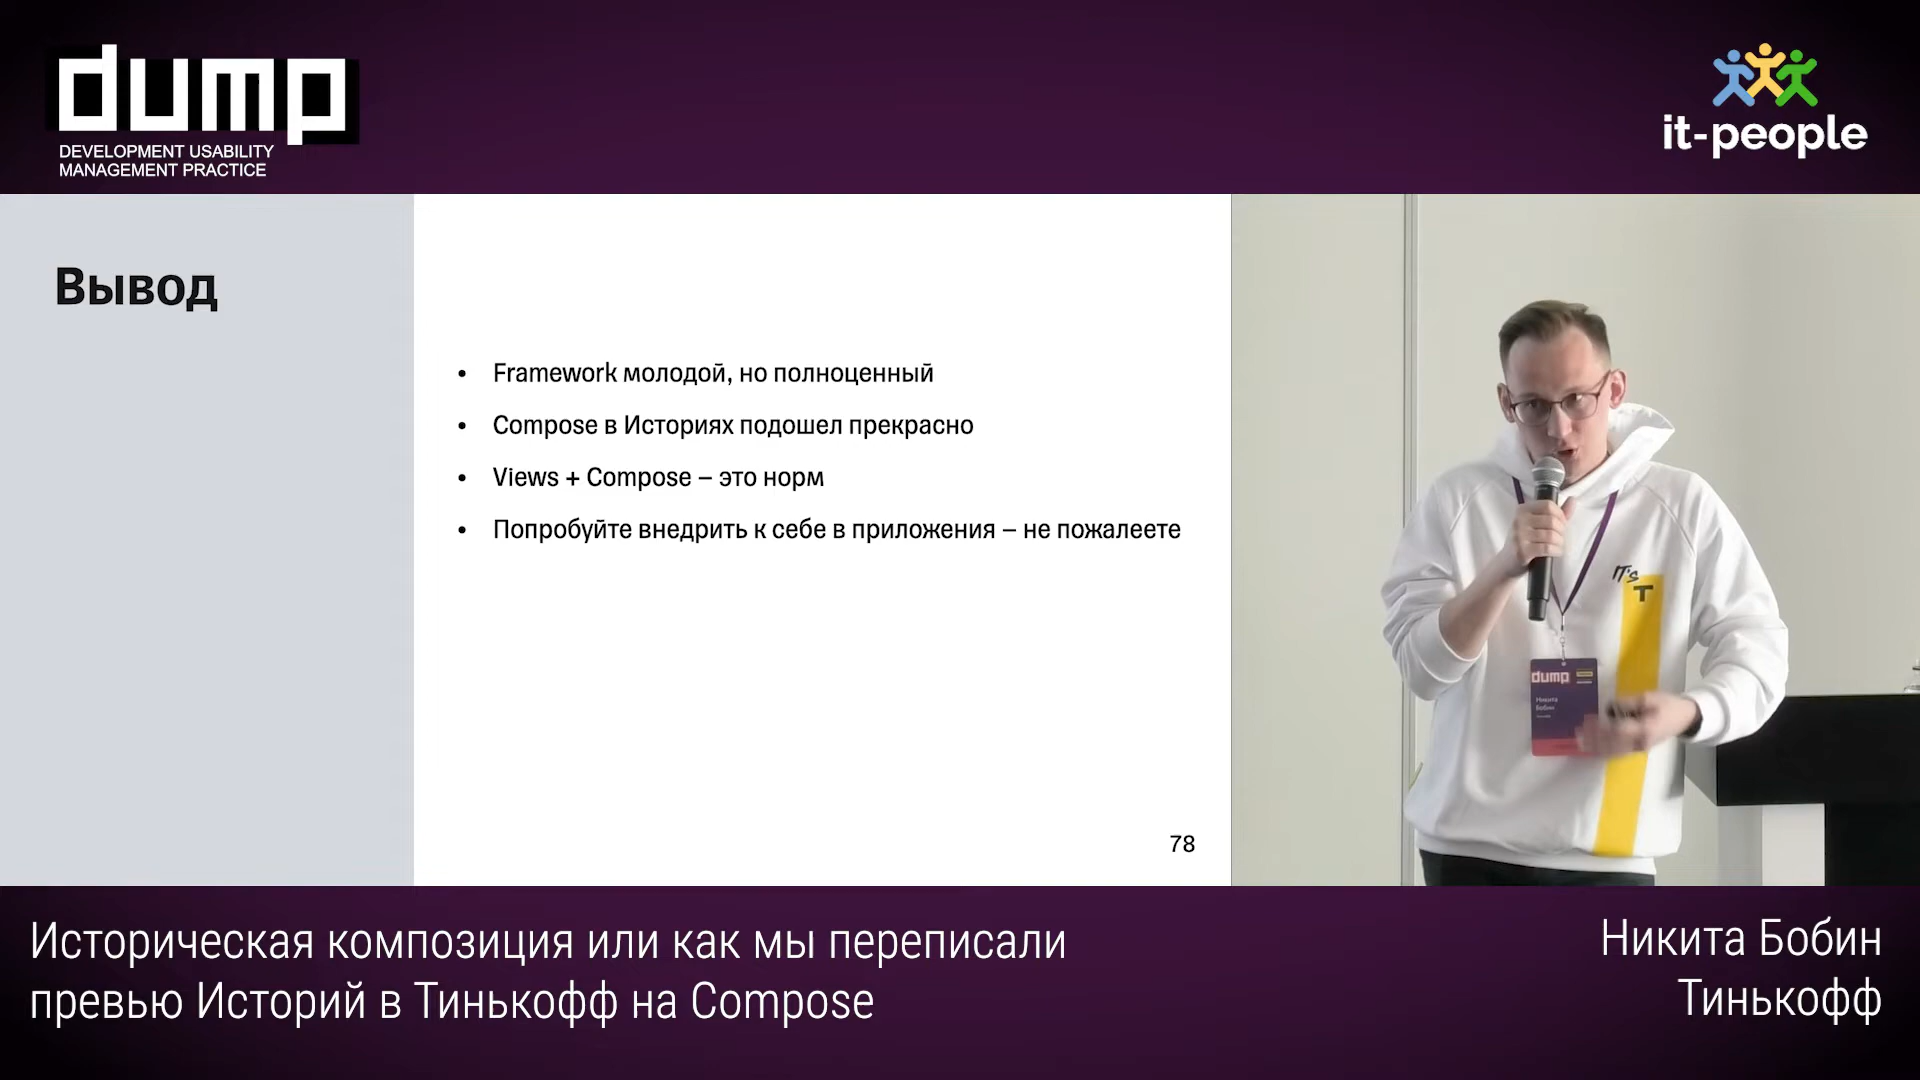 dump
DEVELOPMENT USABILITY
MANAGEMENT PRACTICE
it-people
Вывод
• Framework молодой, но полноценный
• Compose в Историях подошел прекрасно
• Views + Compose – это норм
• Попробуйте внедрить к себе в приложения – не пожалеете
78
IT'S
T
dump
Никита
Бобин
Историческая композиция или как мы переписали
превью Историй в Тинькофф на Compose
Никита Бобин
Тинькофф